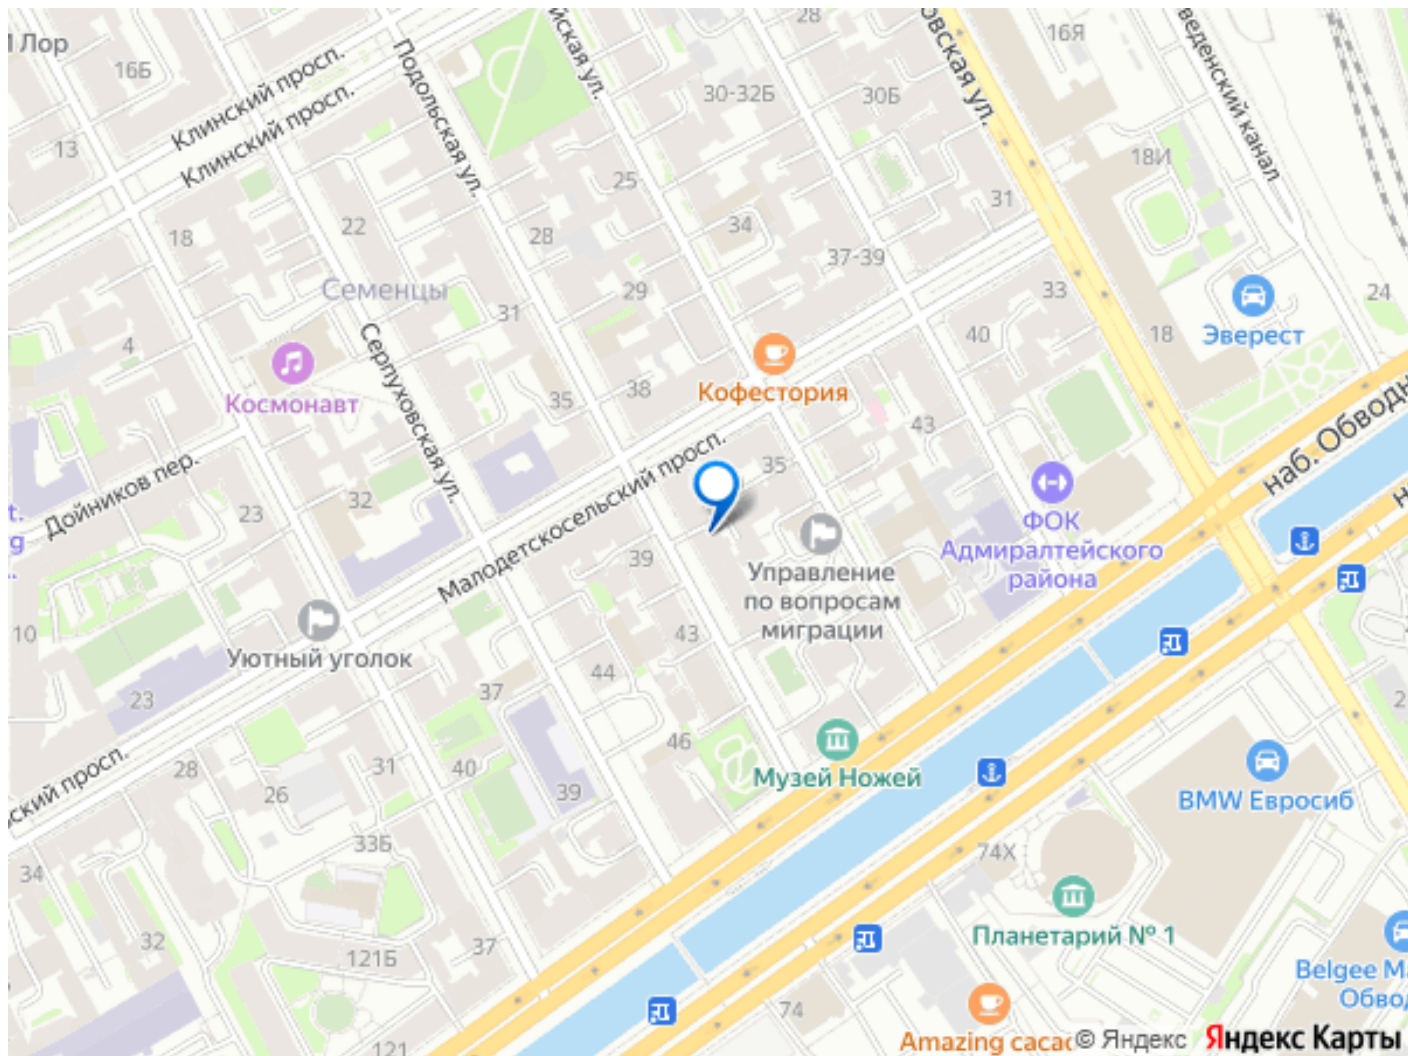 Лор
16Б
13
Клинский просп.
Клинский просп.
Подольская ул.
йская ул.
28
30-32Б
30Б
овская ул.
16Я
веденский канал
18И
18
22
28
25
34
31
37-39
Семенцы
31
29
33
40
18
Эверест
24
4
Космонавт
Серпуховская ул.
35
38
Кофестория
43
Дойников пер.
23
32
Малодетскосельский просп.
35
наб. Обводн
t.
g
39
Управление
по вопросам
миграции
ФОК
Адмиралтейского
района
10
Уютный уголок
43
44
23
37
46
Музей Ножей
ский просп.
28
26
31
40
39
BMW Евросиб
33Б
34
74Х
Планетарий № 1
32
121Б
37
74
121
Belgee Ma
Обвод
Amazing cacao
© Яндекс
Яндекс Карты